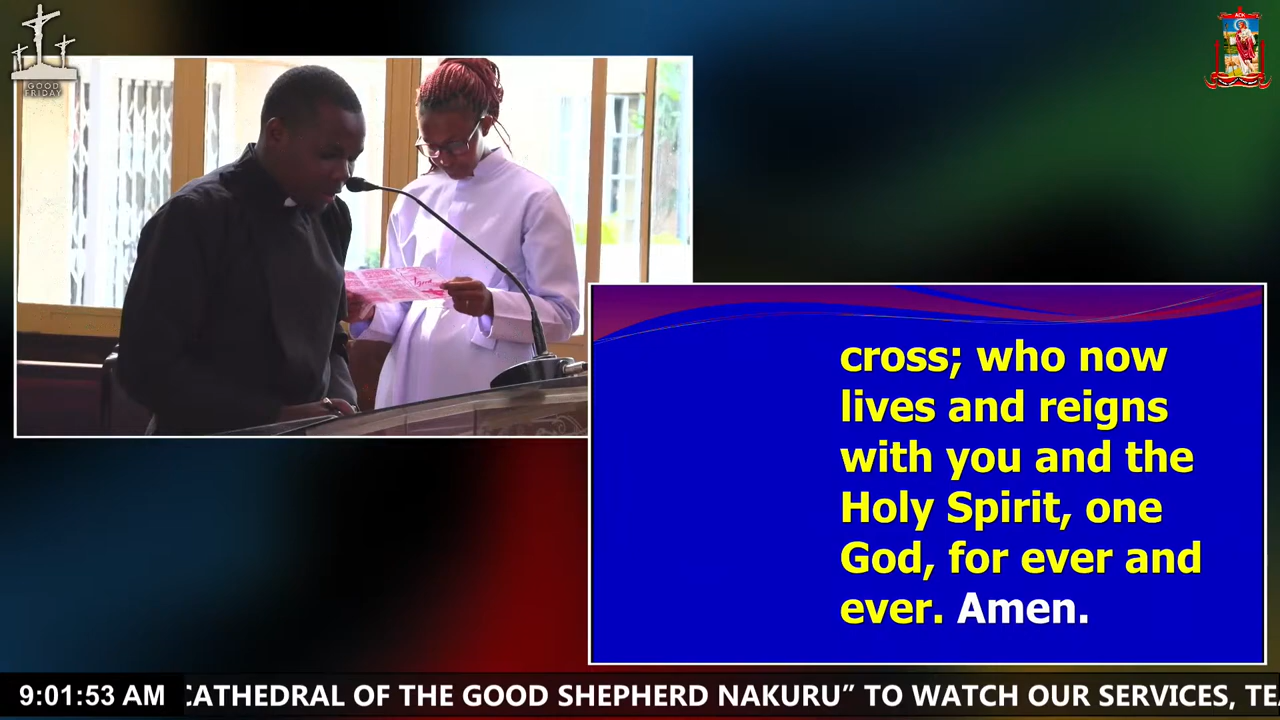 GOOD
FRIDAY
ACK
cross; who now
lives and reigns
with you and the
Holy Spirit, one
God, for ever and
ever. Amen.
9:01:53 AM
CATHEDRAL OF THE GOOD SHEPHERD NAKURU” TO WATCH OUR SERVICES, TE